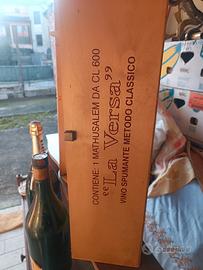 CONTIENE: 1 MATHUSALEM DA CL 600
“La Versa”
VINO SPUMANTE METODO CLASSICO